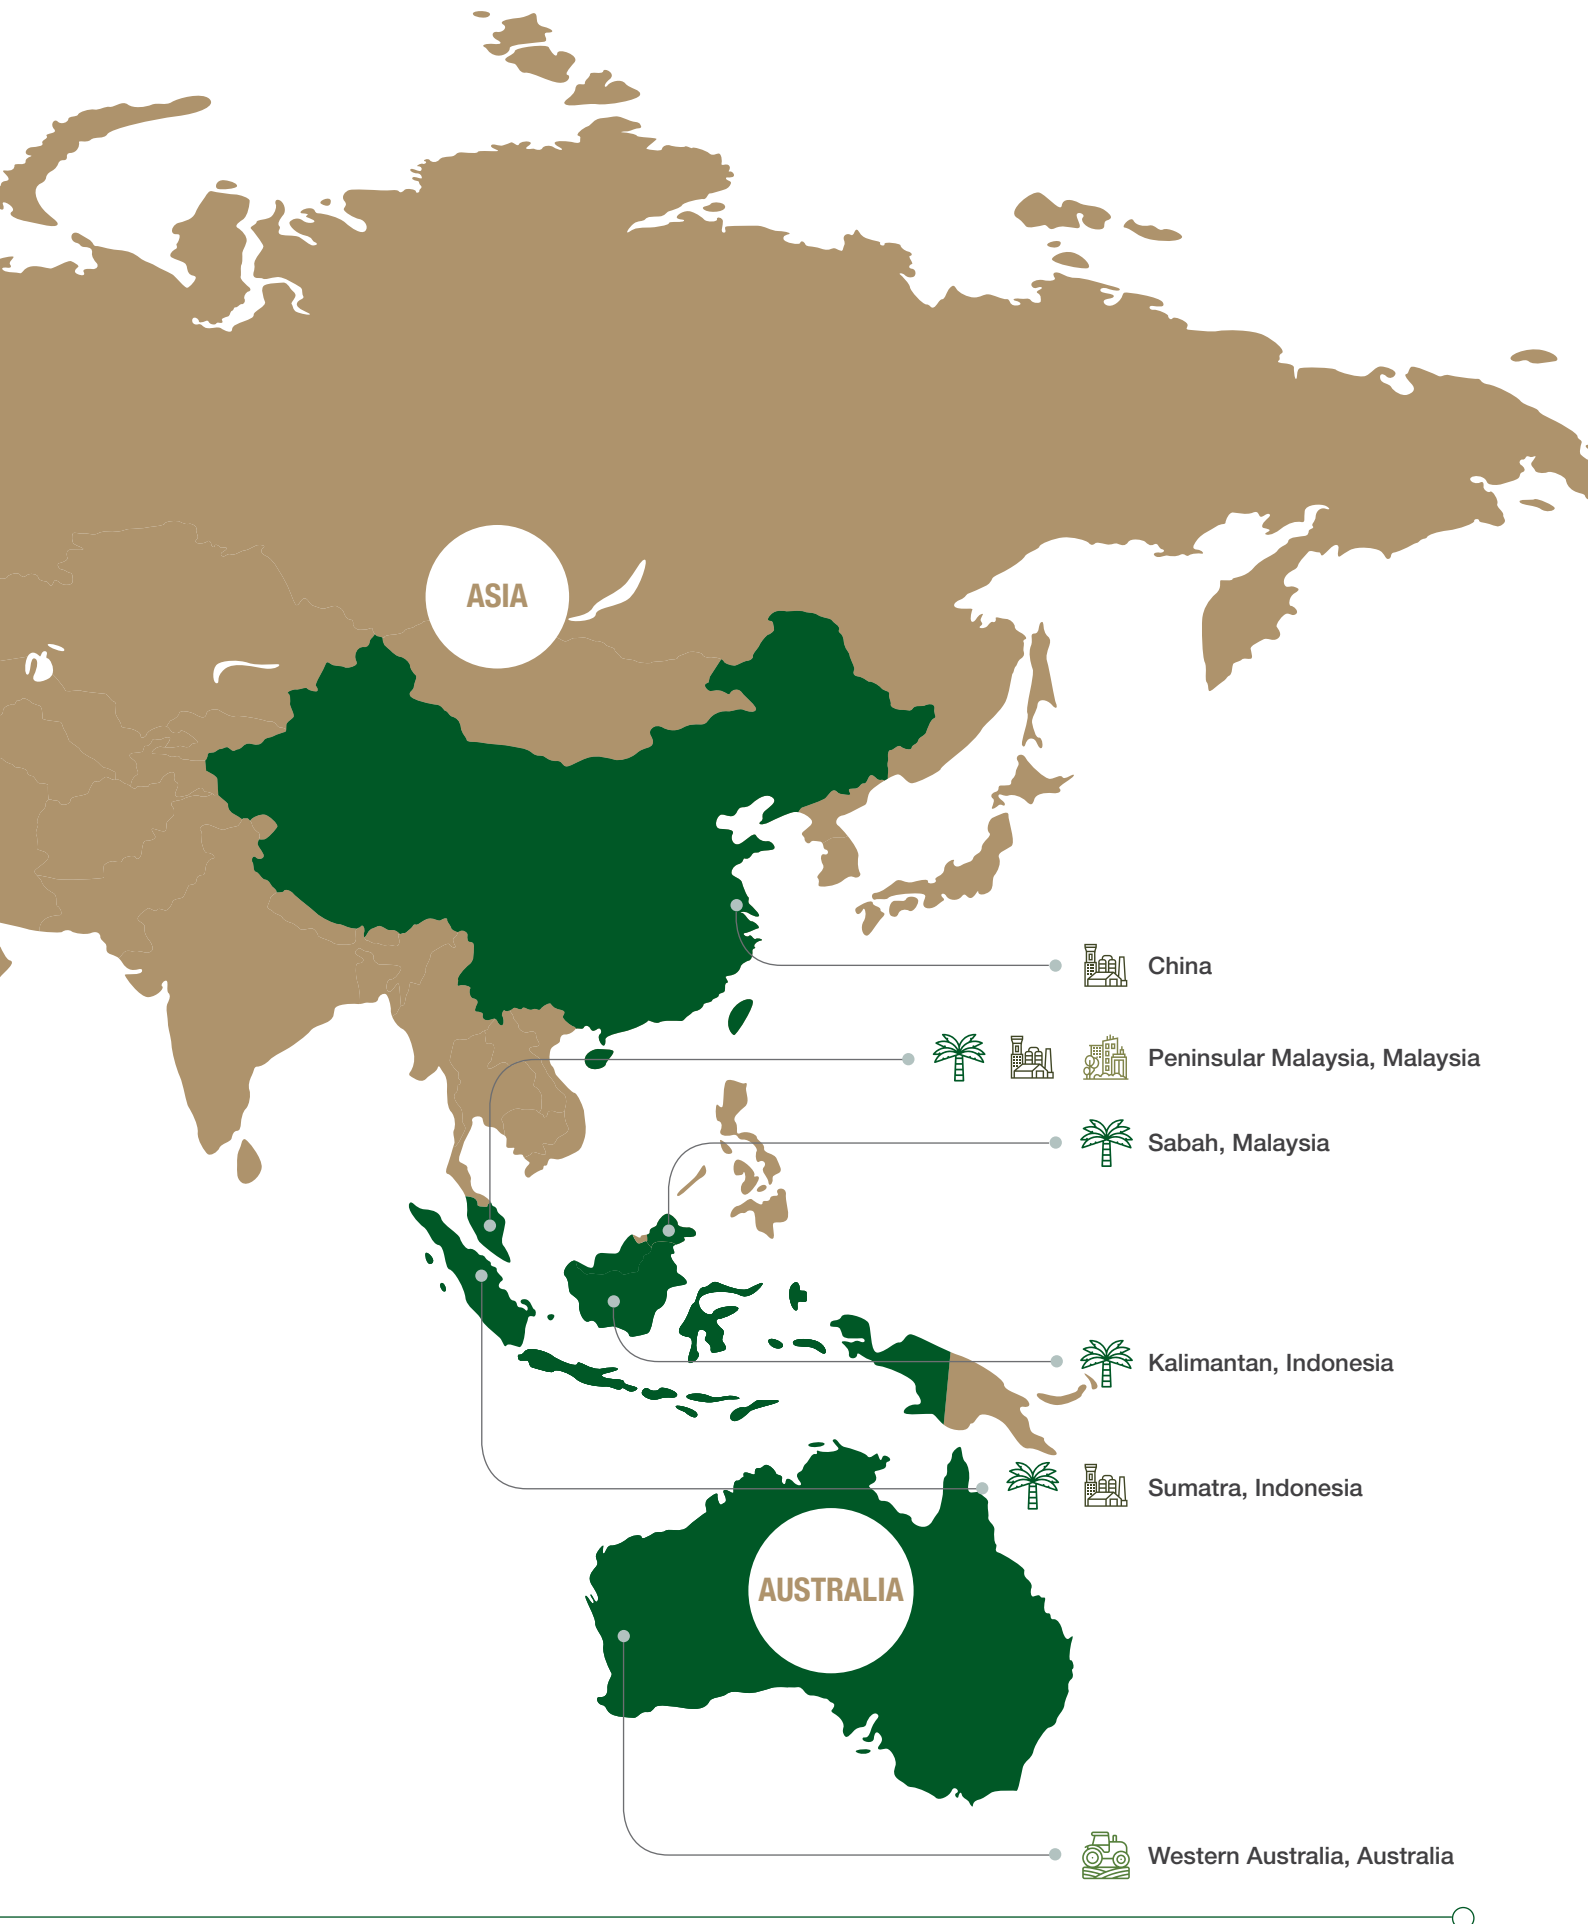 ASIA
China
Peninsular Malaysia, Malaysia
Sabah, Malaysia
Kalimantan, Indonesia
Sumatra, Indonesia
AUSTRALIA
Western Australia, Australia